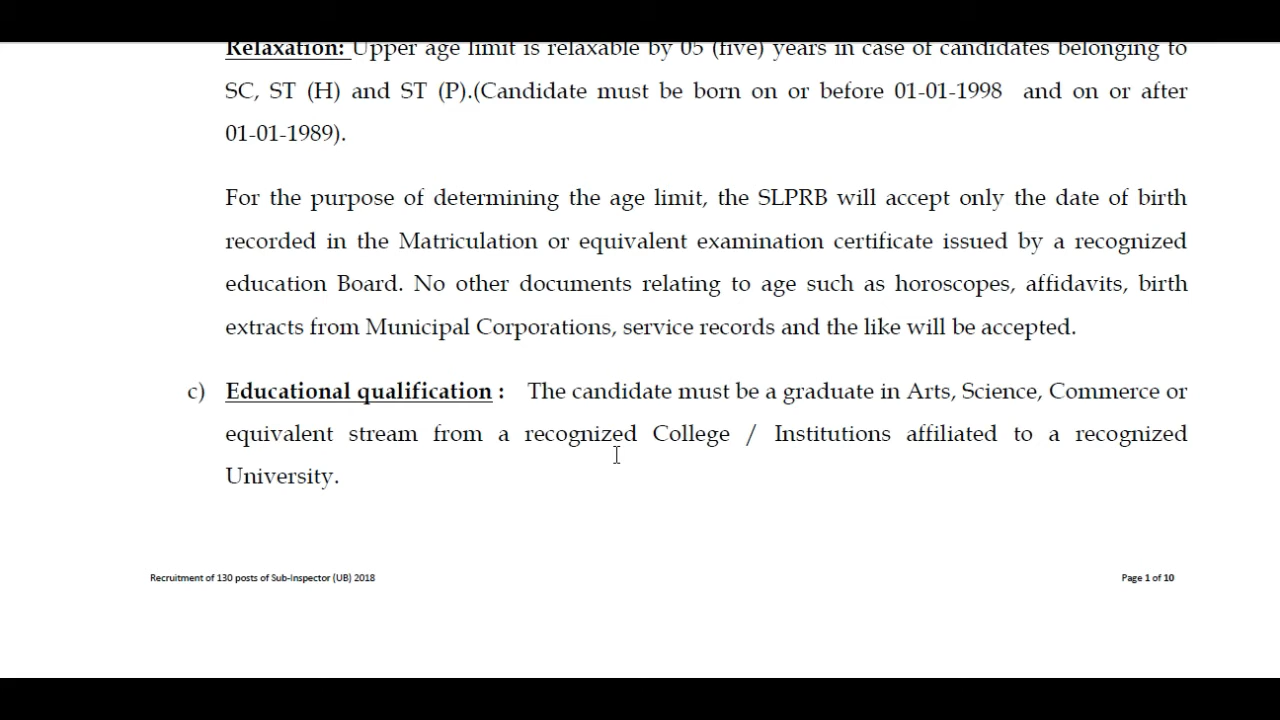 Relaxation: Upper age limit is relaxable by 05 (five) years in case of candidates belonging to
SC, ST (H) and ST (P).(Candidate must be born on or before 01-01-1998 and on or after
01-01-1989).
For the purpose of determining the age limit, the SLPRB will accept only the date of birth
recorded in the Matriculation or equivalent examination certificate issued by a recognized
education Board. No other documents relating to age such as horoscopes, affidavits, birth
extracts from Municipal Corporations, service records and the like will be accepted.
c) Educational qualification : The candidate must be a graduate in Arts, Science, Commerce or
equivalent stream from a recognized College / Institutions affiliated to a recognized
University.
Recruitment of 130 posts of Sub-Inspector (UB) 2018 Page 1 of 10